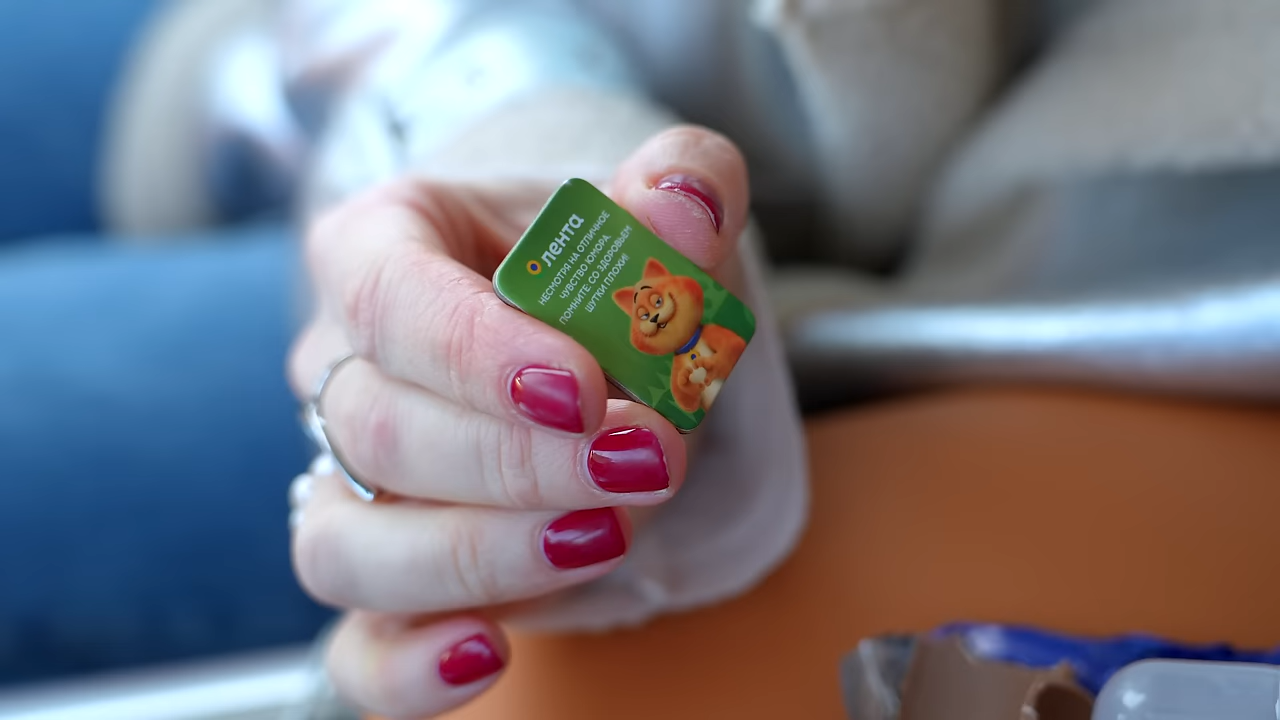 лента
НЕСМОТРЯ НА ОТЛИЧНОЕ
ЧУВСТВО ЮМОРА,
ПОМНИТЕ: СО ЗДОРОВЬЕМ
ШУТКИ ПЛОХИ!